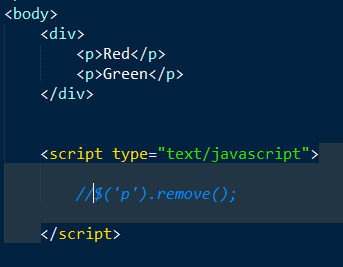 <body>
<div>
<p>Red</p>
<p>Green</p>
</div>
<script type="text/javascript">
//$('p').remove();
</script>